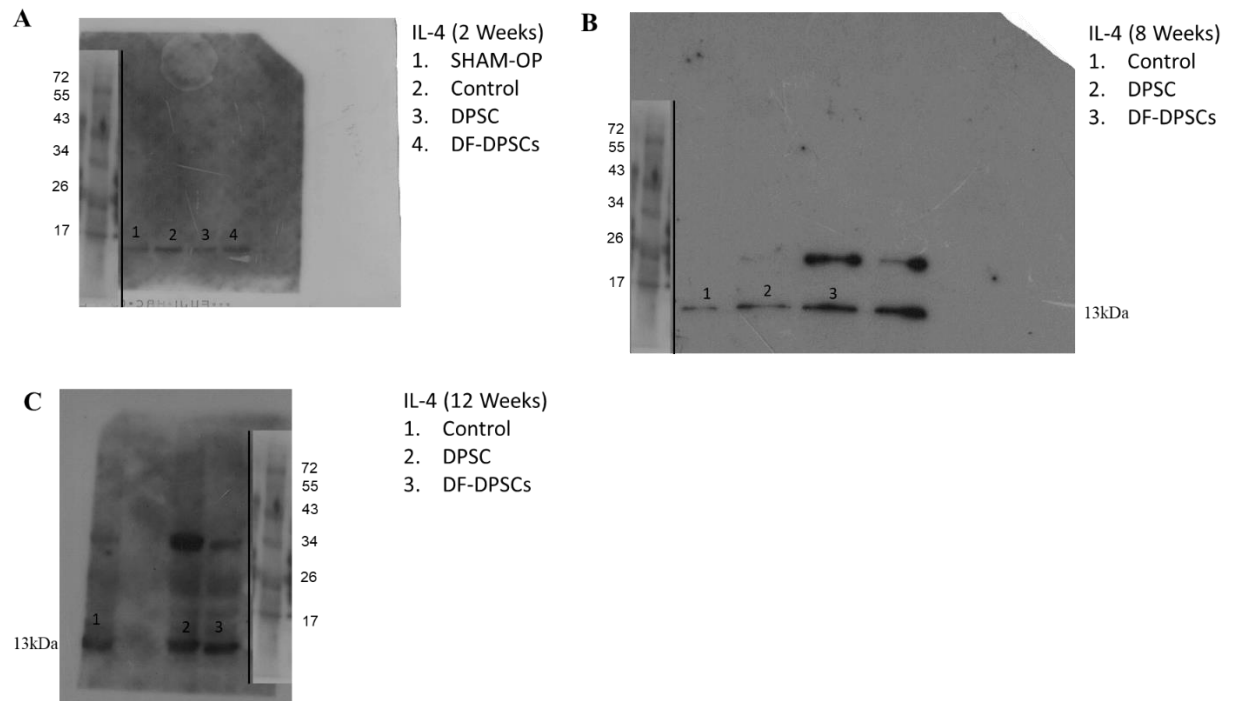 A
IL-4 (2 Weeks)
1. SHAM-OP
2. Control
3. DPSC
4. DF-DPSCs
72
55
43
34
26
17
1 2 3 4
B
IL-4 (8 Weeks)
1. Control
2. DPSC
3. DF-DPSCs
72
55
43
34
26
17
1 2 3
13kDa
C
IL-4 (12 Weeks)
1. Control
2. DPSC
3. DF-DPSCs
72
55
43
34
26
17
1 2 3
13kDa